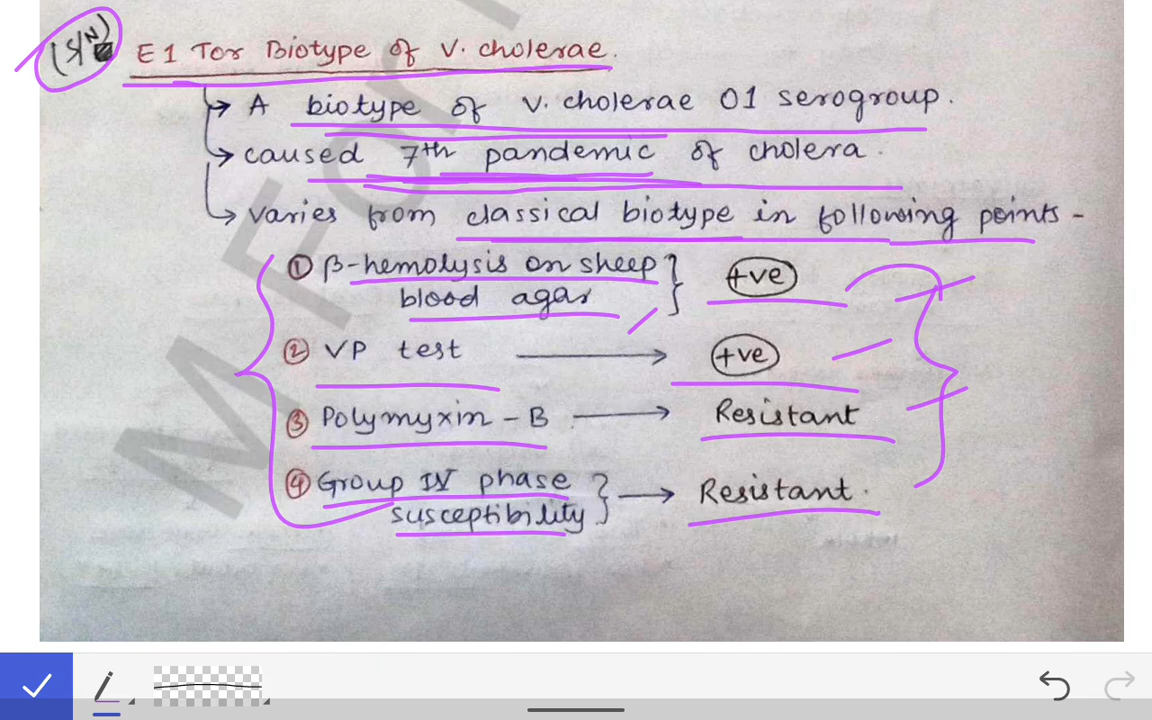 (S/N)
E1 Tor Biotype of V. cholerae.
→ A biotype of V. cholerae O1 serogroup.
→ caused 7th pandemic of cholera.
→ Varies from classical biotype in following points -
① β-hemolysis on sheep } +ve
blood agar
② VP test → +ve
③ Polymyxin - B → Resistant
④ Group IV phase } → Resistant.
susceptibility